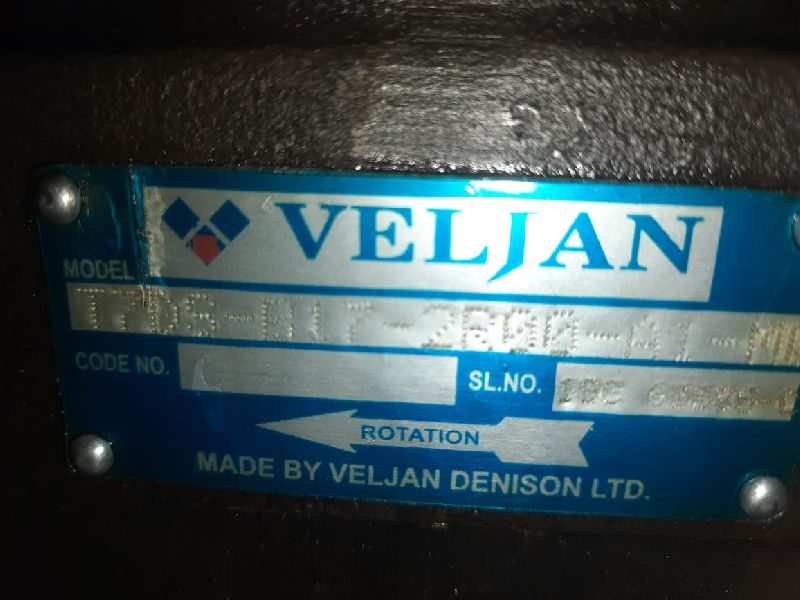 VELJAN
MODEL
CODE NO.
SL.NO.
ROTATION
MADE BY VELJAN DENISON LTD.